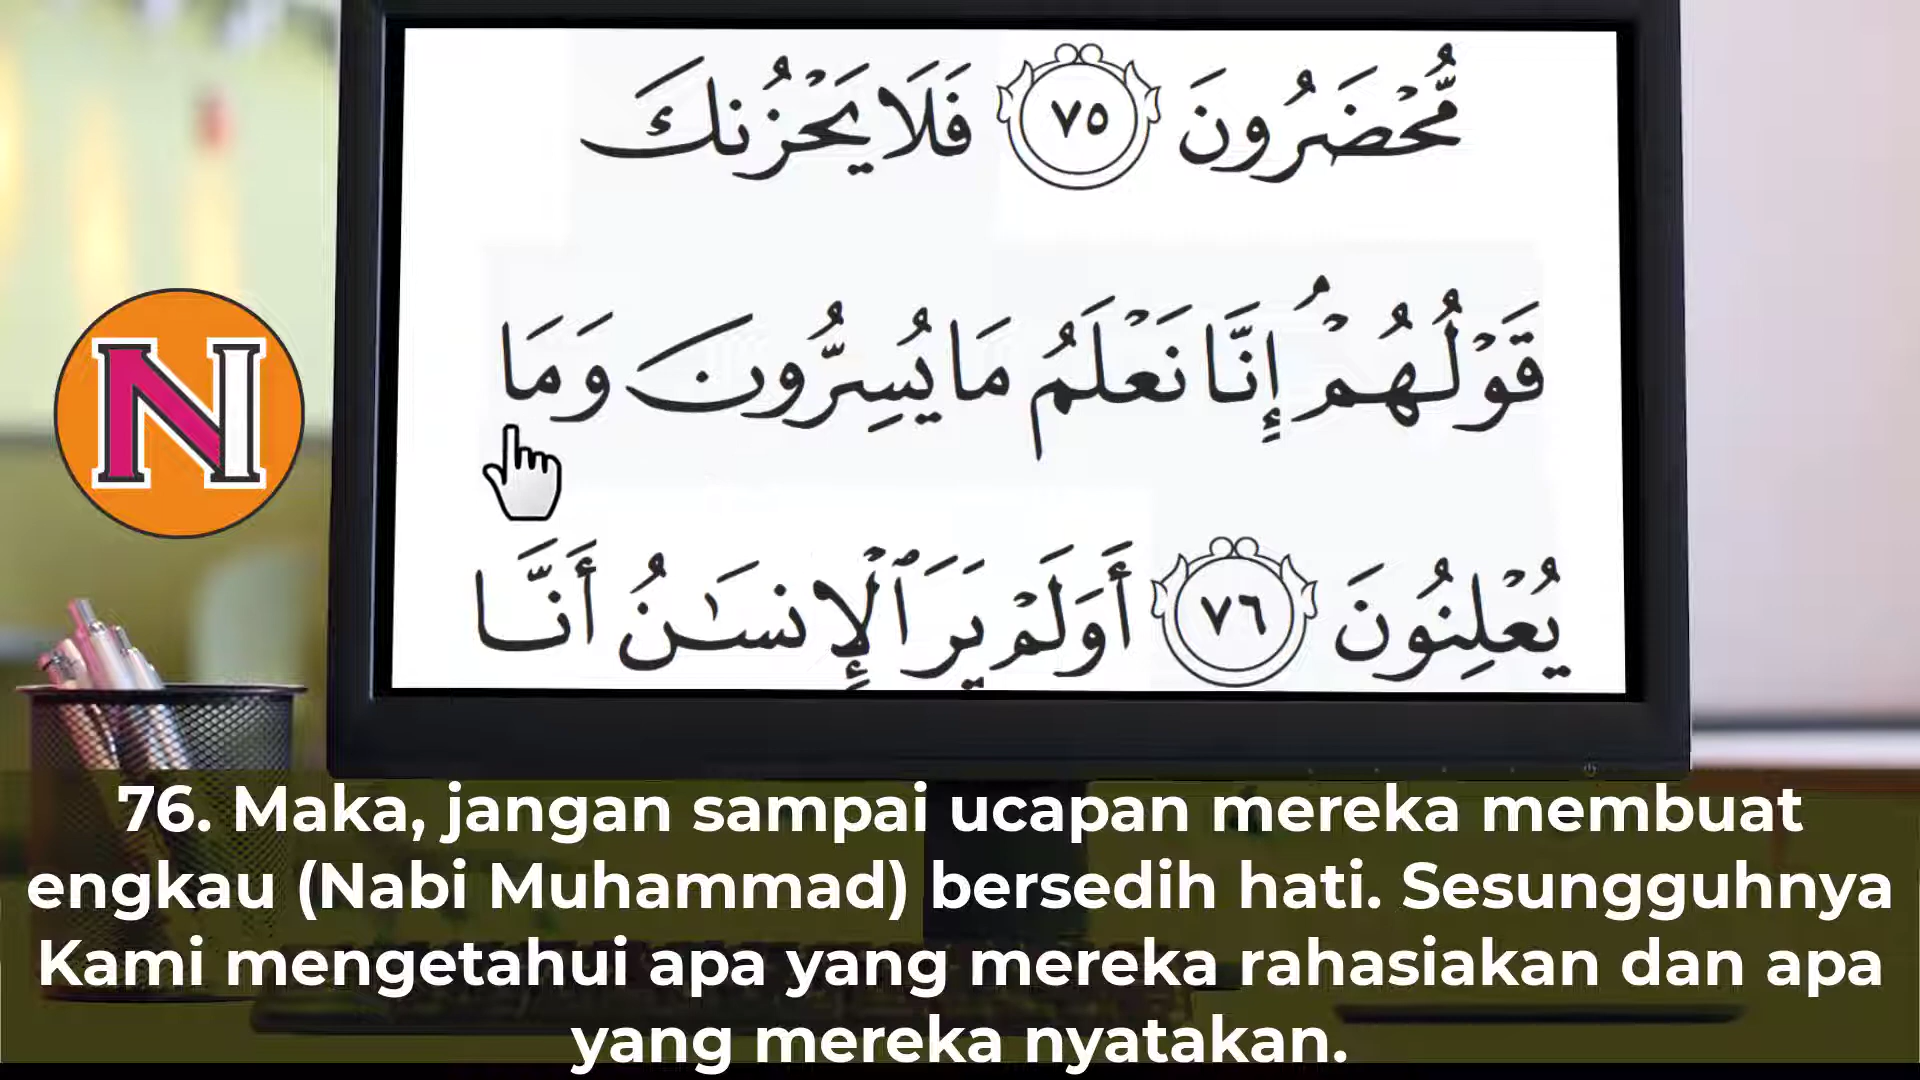 مُّحْضَرُونَ ٧٥ فَلَا يَحْزُنكَ
قَوْلُهُمْ ۘ إِنَّا نَعْلَمُ مَا يُسِرُّونَ وَمَا
يُعْلِنُونَ ٧٦ أَوَلَمْ يَرَ ٱلْإِنسَٰنُ أَنَّا
N
76. Maka, jangan sampai ucapan mereka membuat
engkau (Nabi Muhammad) bersedih hati. Sesungguhnya
Kami mengetahui apa yang mereka rahasiakan dan apa
yang mereka nyatakan.